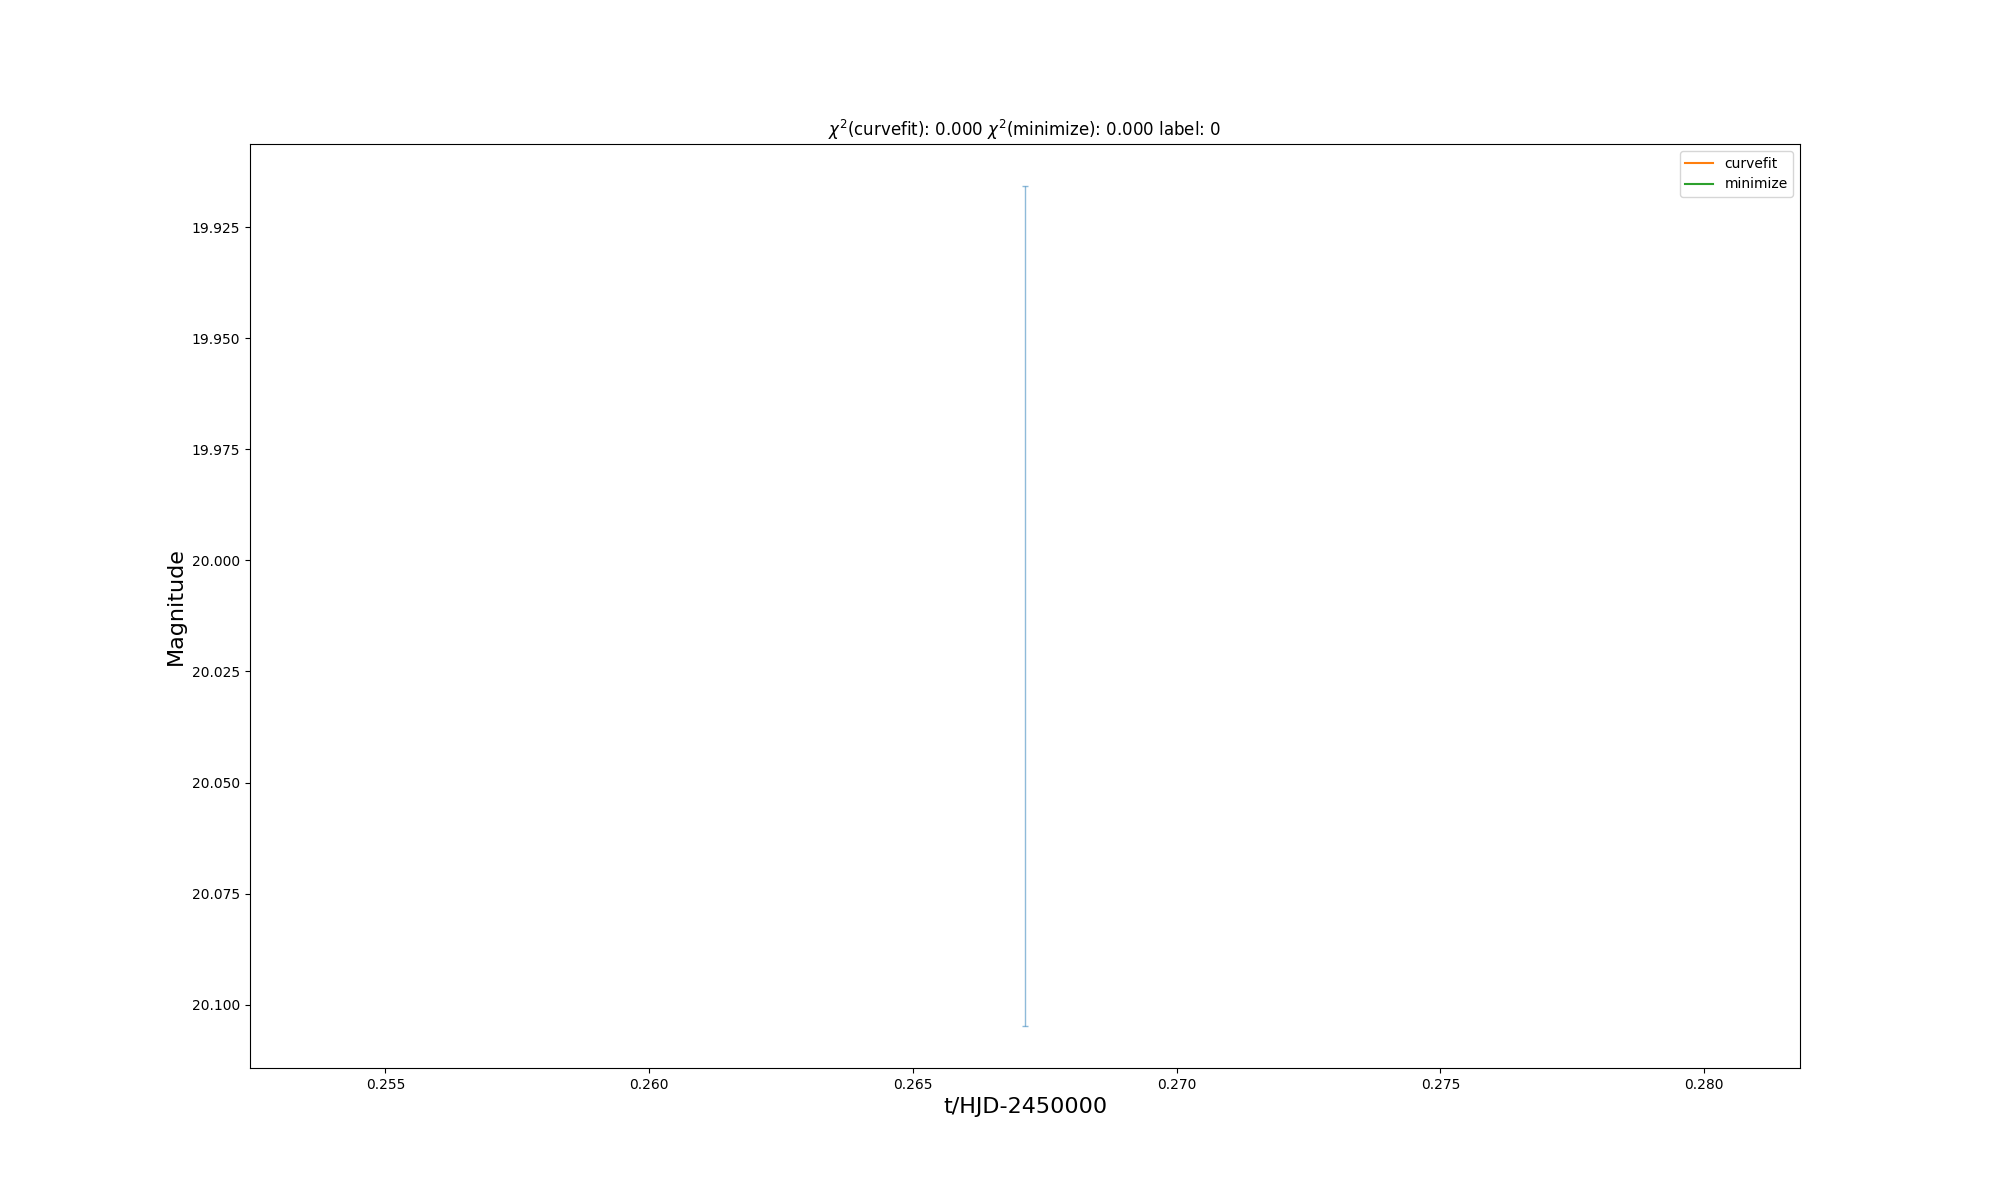 χ²(curvefit): 0.000 χ²(minimize): 0.000 label: 0
curvefit
minimize
19.925
19.950
19.975
20.000
20.025
20.050
20.075
20.100
Magnitude
0.255 0.260 0.265 0.270 0.275 0.280
t/HJD-2450000